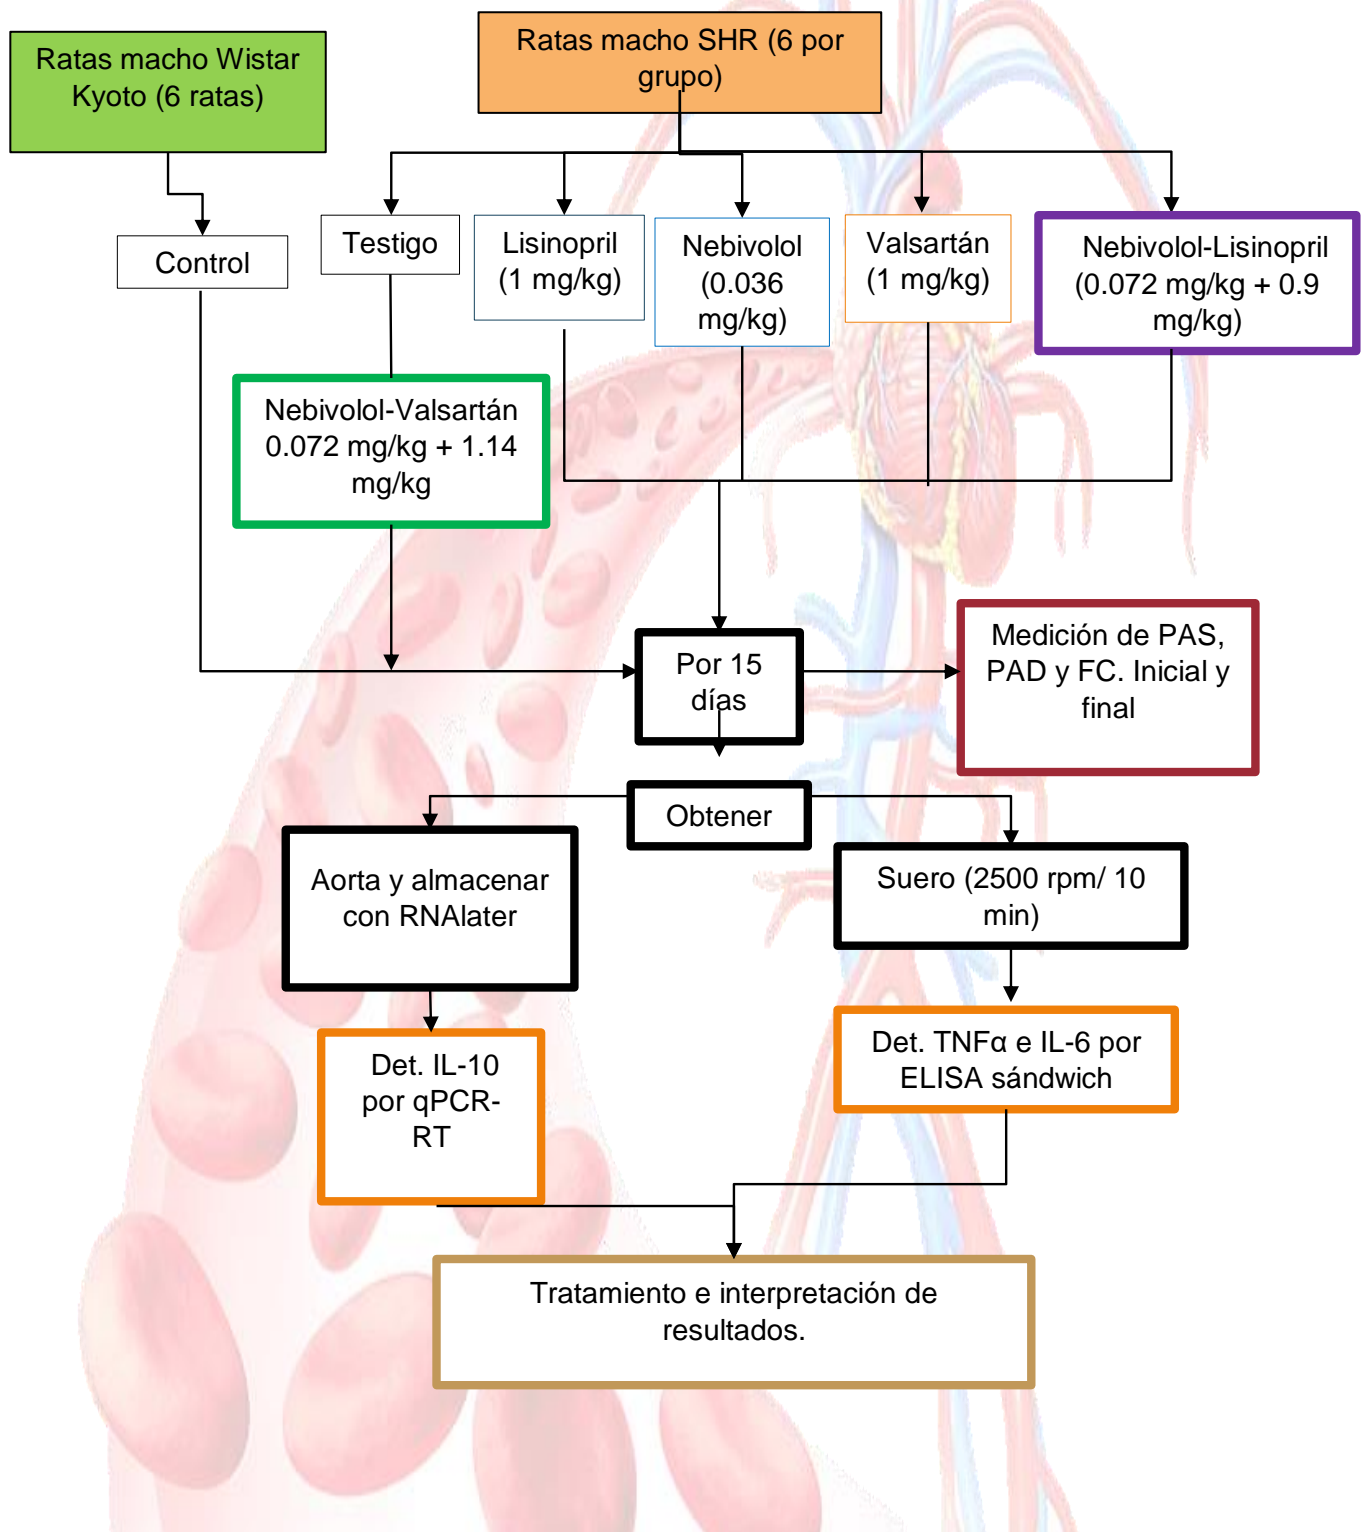 Ratas macho Wistar
Kyoto (6 ratas)
Ratas macho SHR (6 por
grupo)
Control
Testigo
Lisinopril
(1 mg/kg)
Nebivolol
(0.036
mg/kg)
Valsartán
(1 mg/kg)
Nebivolol-Lisinopril
(0.072 mg/kg + 0.9
mg/kg)
Nebivolol-Valsartán
0.072 mg/kg + 1.14
mg/kg
Por 15
días
Medición de PAS,
PAD y FC. Inicial y
final
Obtener
Aorta y almacenar
con RNAlater
Suero (2500 rpm/ 10
min)
Det. IL-10
por qPCR-
RT
Det. TNFα e IL-6 por
ELISA sándwich
Tratamiento e interpretación de
resultados.